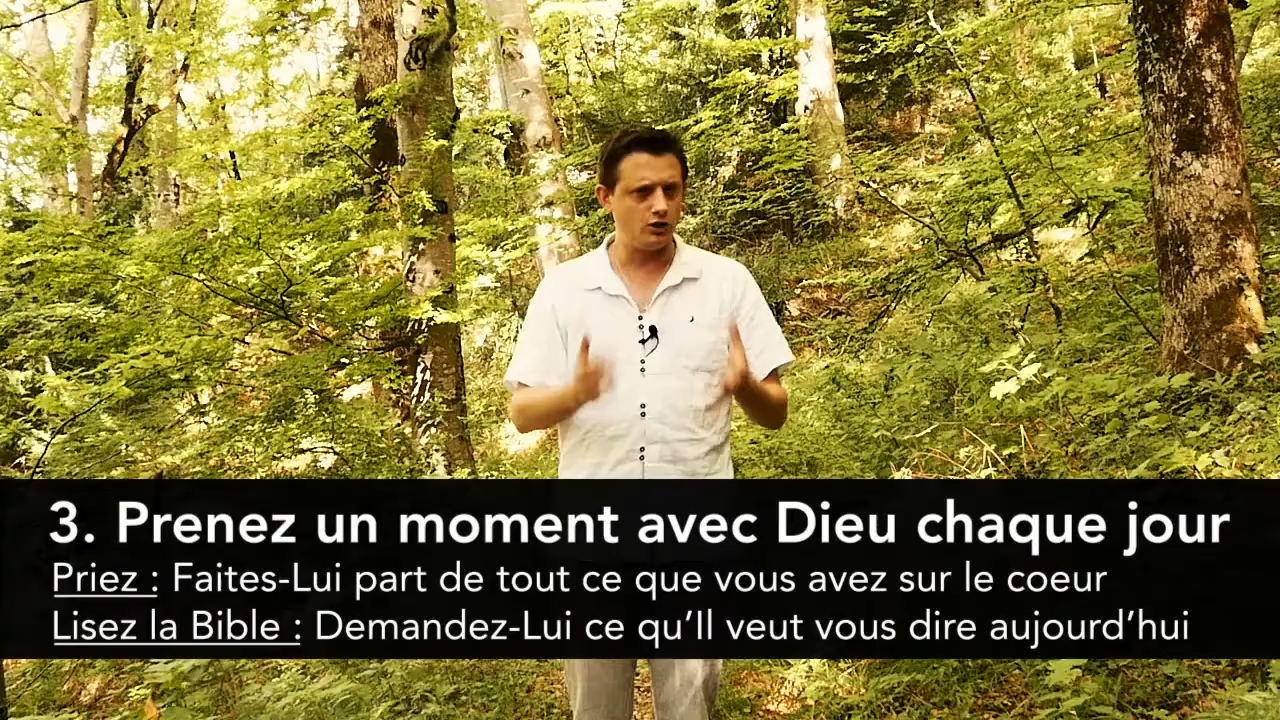 3. Prenez un moment avec Dieu chaque jour
Priez : Faites-Lui part de tout ce que vous avez sur le coeur
Lisez la Bible : Demandez-Lui ce qu’Il veut vous dire aujourd’hui